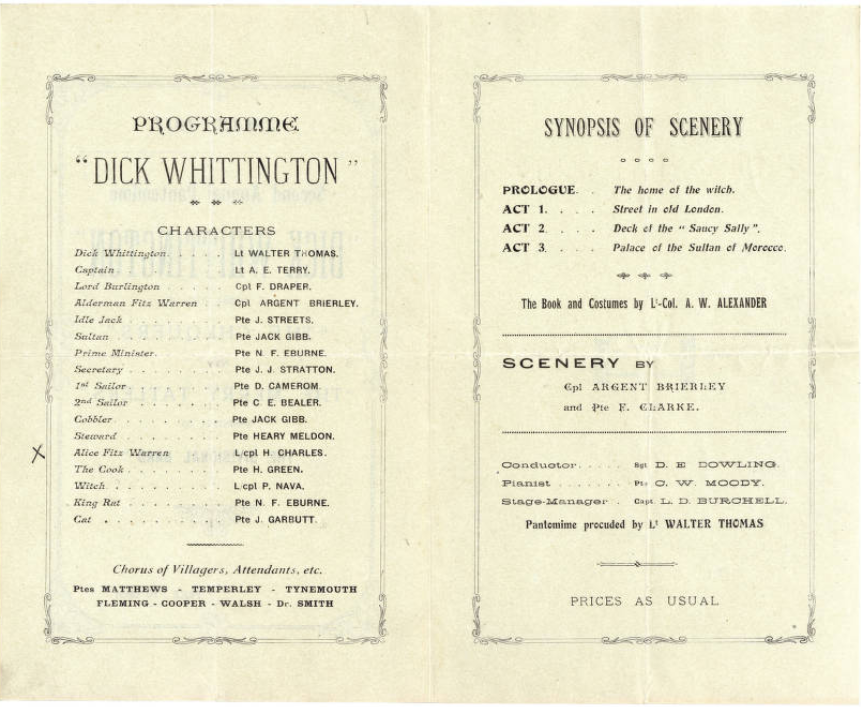 PROGRAMME
"DICK WHITTINGTON"
CHARACTERS
Dick Whittington. . . . . Lt WALTER THOMAS.
Captain . . . . . . . . Lt A. E. TERRY.
Lord Burlington . . . . Cpl F. DRAPER.
Alderman Fitz Warren . . Cpl ARGENT BRIERLEY.
Idle Jack . . . . . . . Pte J. STREETS.
Sultan . . . . . . . . Pte JACK GIBB.
Prime Minister. . . . . Pte N. F. EBURNE.
Secretary . . . . . . . Pte J. J. STRATTON.
1st Sailor . . . . . . . Pte D. CAMEROM.
2nd Sailor . . . . . . . Pte C. E. BEALER.
Cobbler . . . . . . . . Pte JACK GIBB.
Steward . . . . . . . . Pte HEARY MELDON.
X Alice Fitz Warren . . . L/cpl H. CHARLES.
The Cook . . . . . . . Pte H. GREEN.
Witch. . . . . . . . . L/cpl P. NAVA.
King Rat . . . . . . . Pte N. F. EBURNE.
Cat . . . . . . . . . Pte J. GARBUTT.
Chorus of Villagers, Attendants, etc.
Ptes MATTHEWS - TEMPERLEY - TYNEMOUTH
FLEMING - COOPER - WALSH - Dr. SMITH
SYNOPSIS OF SCENERY
PROLOGUE. . The home of the witch.
ACT 1. . . . Street in old London.
ACT 2. . . . Deck of the "Saucy Sally".
ACT 3. . . . Palace of the Sultan of Morocco.
The Book and Costumes by Lt-Col. A. W. ALEXANDER
SCENERY BY
Cpl ARGENT BRIERLEY
and Pte F. CLARKE.
Conductor . . . . . Sgt D. E DOWLING.
Pianist . . . . . . Pte C. W. MOODY.
Stage-Manager . Capt. L. D. BURCHELL.
Pantomime procuded by Lt WALTER THOMAS
PRICES AS USUAL